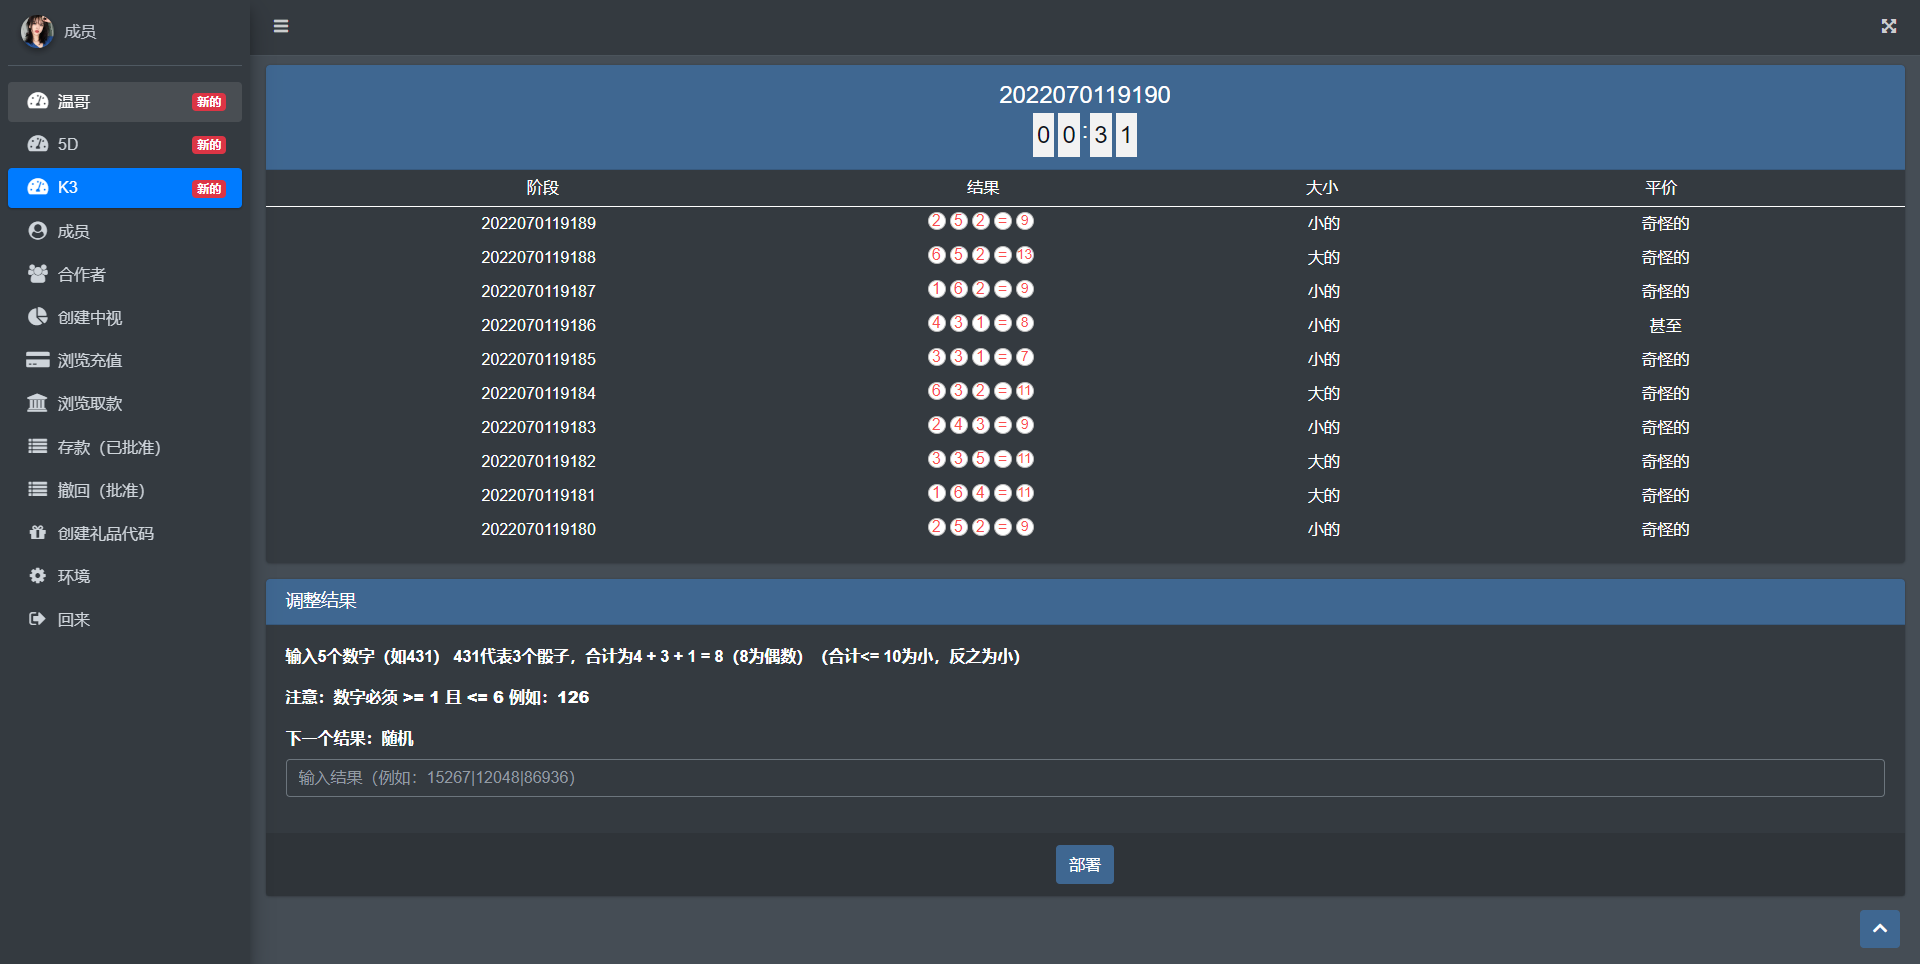 成员
温哥 新的
5D 新的
K3 新的
成员
合作者
创建中视
浏览充值
浏览取款
存款（已批准）
撤回（批准）
创建礼品代码
环境
回来
2022070119190
00:31
阶段 结果 大小 平价
2022070119189 2 5 2 = 9 小的 奇怪的
2022070119188 6 5 2 = 13 大的 奇怪的
2022070119187 1 6 2 = 9 小的 奇怪的
2022070119186 4 3 1 = 8 小的 甚至
2022070119185 3 3 1 = 7 小的 奇怪的
2022070119184 6 3 2 = 11 大的 奇怪的
2022070119183 2 4 3 = 9 小的 奇怪的
2022070119182 3 3 5 = 11 大的 奇怪的
2022070119181 1 6 4 = 11 大的 奇怪的
2022070119180 2 5 2 = 9 小的 奇怪的
调整结果
输入5个数字（如431） 431代表3个骰子，合计为4 + 3 + 1 = 8（8为偶数）（合计<= 10为小，反之为小）
注意：数字必须 >= 1 且 <= 6 例如：126
下一个结果：随机
输入结果（例如：15267|12048|86936）
部署